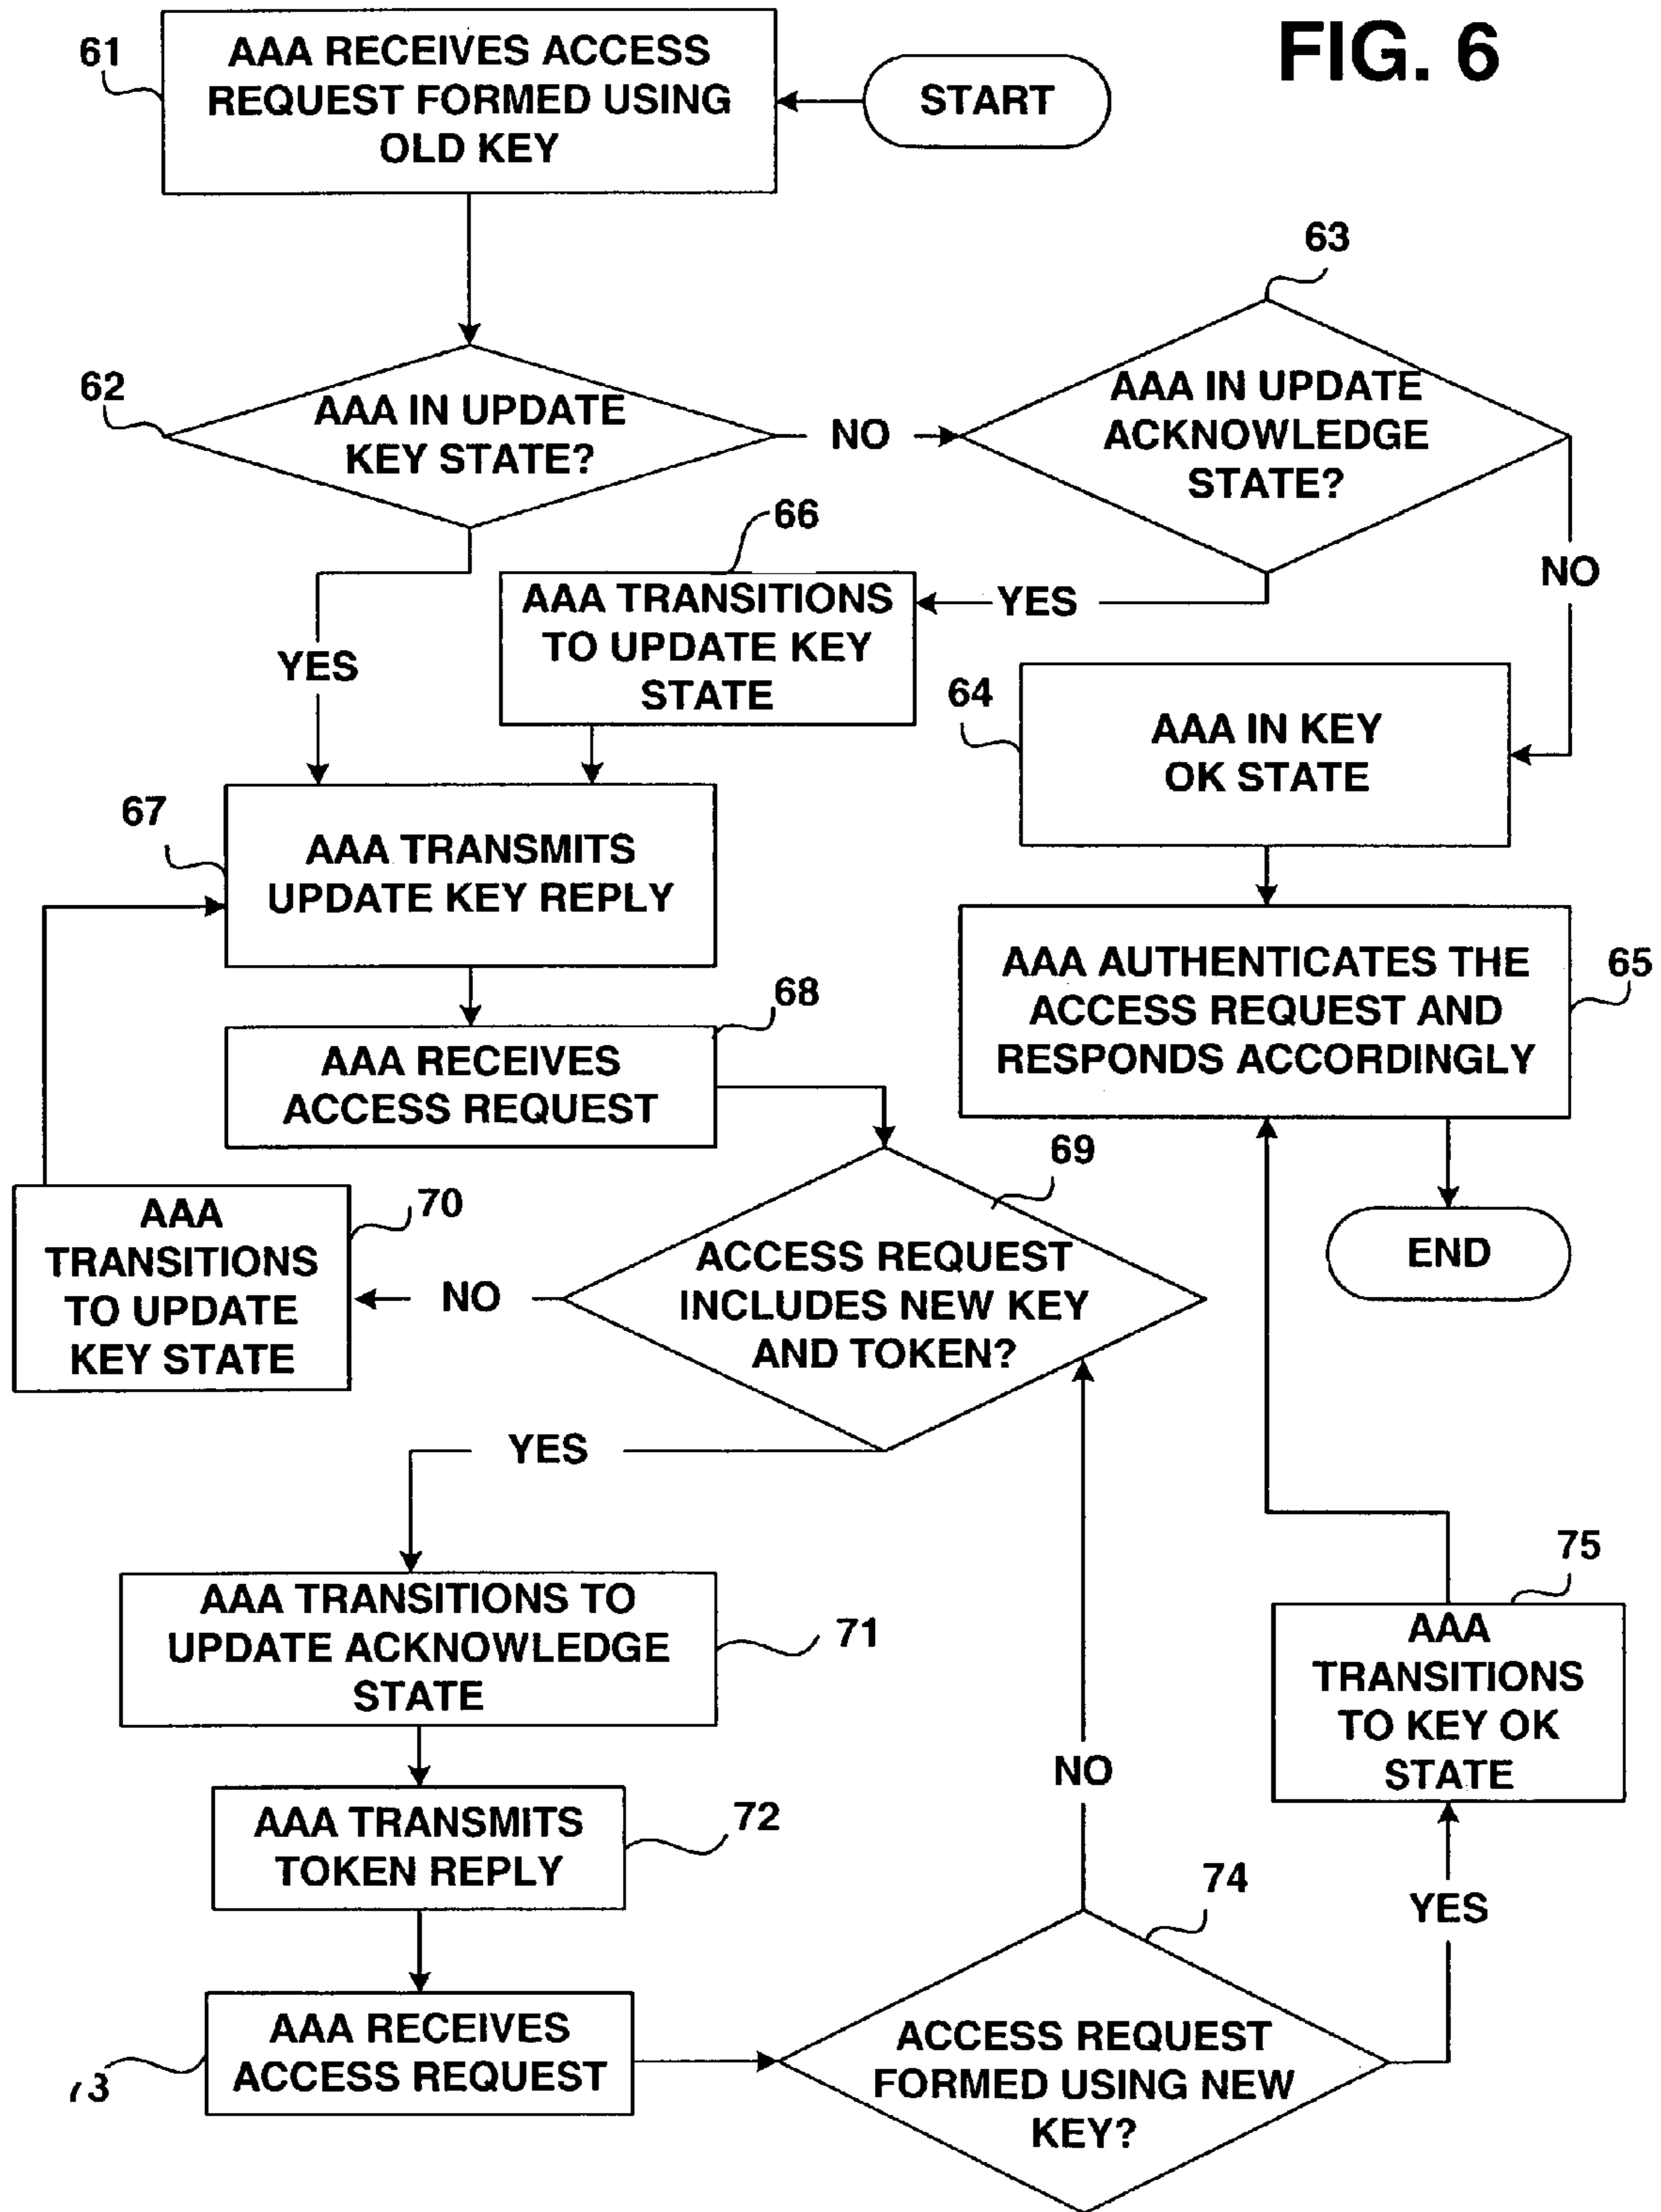 FIG. 6
61
AAA RECEIVES ACCESS
REQUEST FORMED USING
OLD KEY
START
62
AAA IN UPDATE
KEY STATE?
NO
63
AAA IN UPDATE
ACKNOWLEDGE
STATE?
NO
YES
66
AAA TRANSITIONS
TO UPDATE KEY
STATE
YES
64
AAA IN KEY
OK STATE
67
AAA TRANSMITS
UPDATE KEY REPLY
65
AAA AUTHENTICATES THE
ACCESS REQUEST AND
RESPONDS ACCORDINGLY
68
AAA RECEIVES
ACCESS REQUEST
69
ACCESS REQUEST
INCLUDES NEW KEY
AND TOKEN?
END
NO
70
AAA
TRANSITIONS
TO UPDATE
KEY STATE
YES
71
AAA TRANSITIONS TO
UPDATE ACKNOWLEDGE
STATE
75
AAA
TRANSITIONS
TO KEY OK
STATE
72
AAA TRANSMITS
TOKEN REPLY
NO
YES
73
AAA RECEIVES
ACCESS REQUEST
74
ACCESS REQUEST
FORMED USING NEW
KEY?